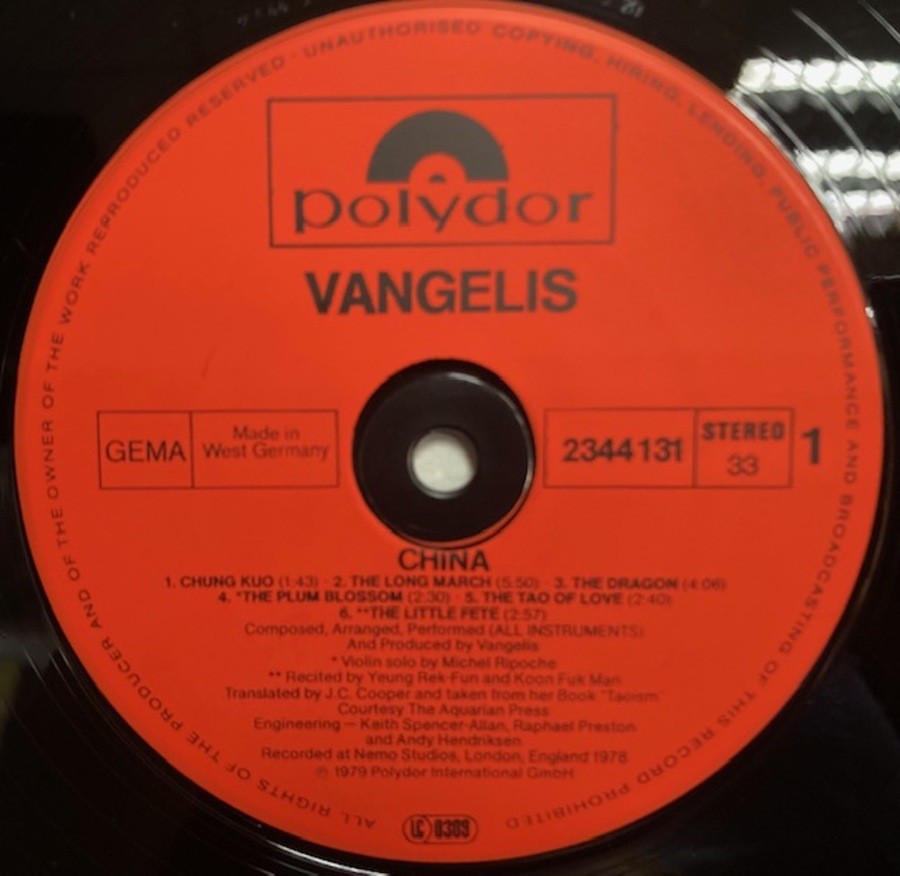 ALL RIGHTS OF THE PRODUCER AND OF THE OWNER OF THE WORK REPRODUCED RESERVED · UNAUTHORISED COPYING, HIRING, LENDING, PUBLIC PERFORMANCE AND BROADCASTING OF THIS RECORD PROHIBITED
polydor
VANGELIS
GEMA
Made in
West Germany
2344 131
STEREO
33
1
CHINA
1. CHUNG KUO (1:43) · 2. THE LONG MARCH (5:50) · 3. THE DRAGON (4:06)
4. *THE PLUM BLOSSOM (2:30) · 5. THE TAO OF LOVE (2:40)
6. **THE LITTLE FETE (2:57)
Composed, Arranged, Performed (ALL INSTRUMENTS)
And Produced by Vangelis
* Violin solo by Michel Ripoche
** Recited by Yeung Rek-Fun and Koon Fuk Man
Translated by J.C. Cooper and taken from her Book "Taoism"
Courtesy The Aquarian Press
Engineering — Keith Spencer-Allan, Raphael Preston
and Andy Hendriksen
Recorded at Nemo Studios, London, England 1978
℗ 1979 Polydor International GmbH
LC 0309